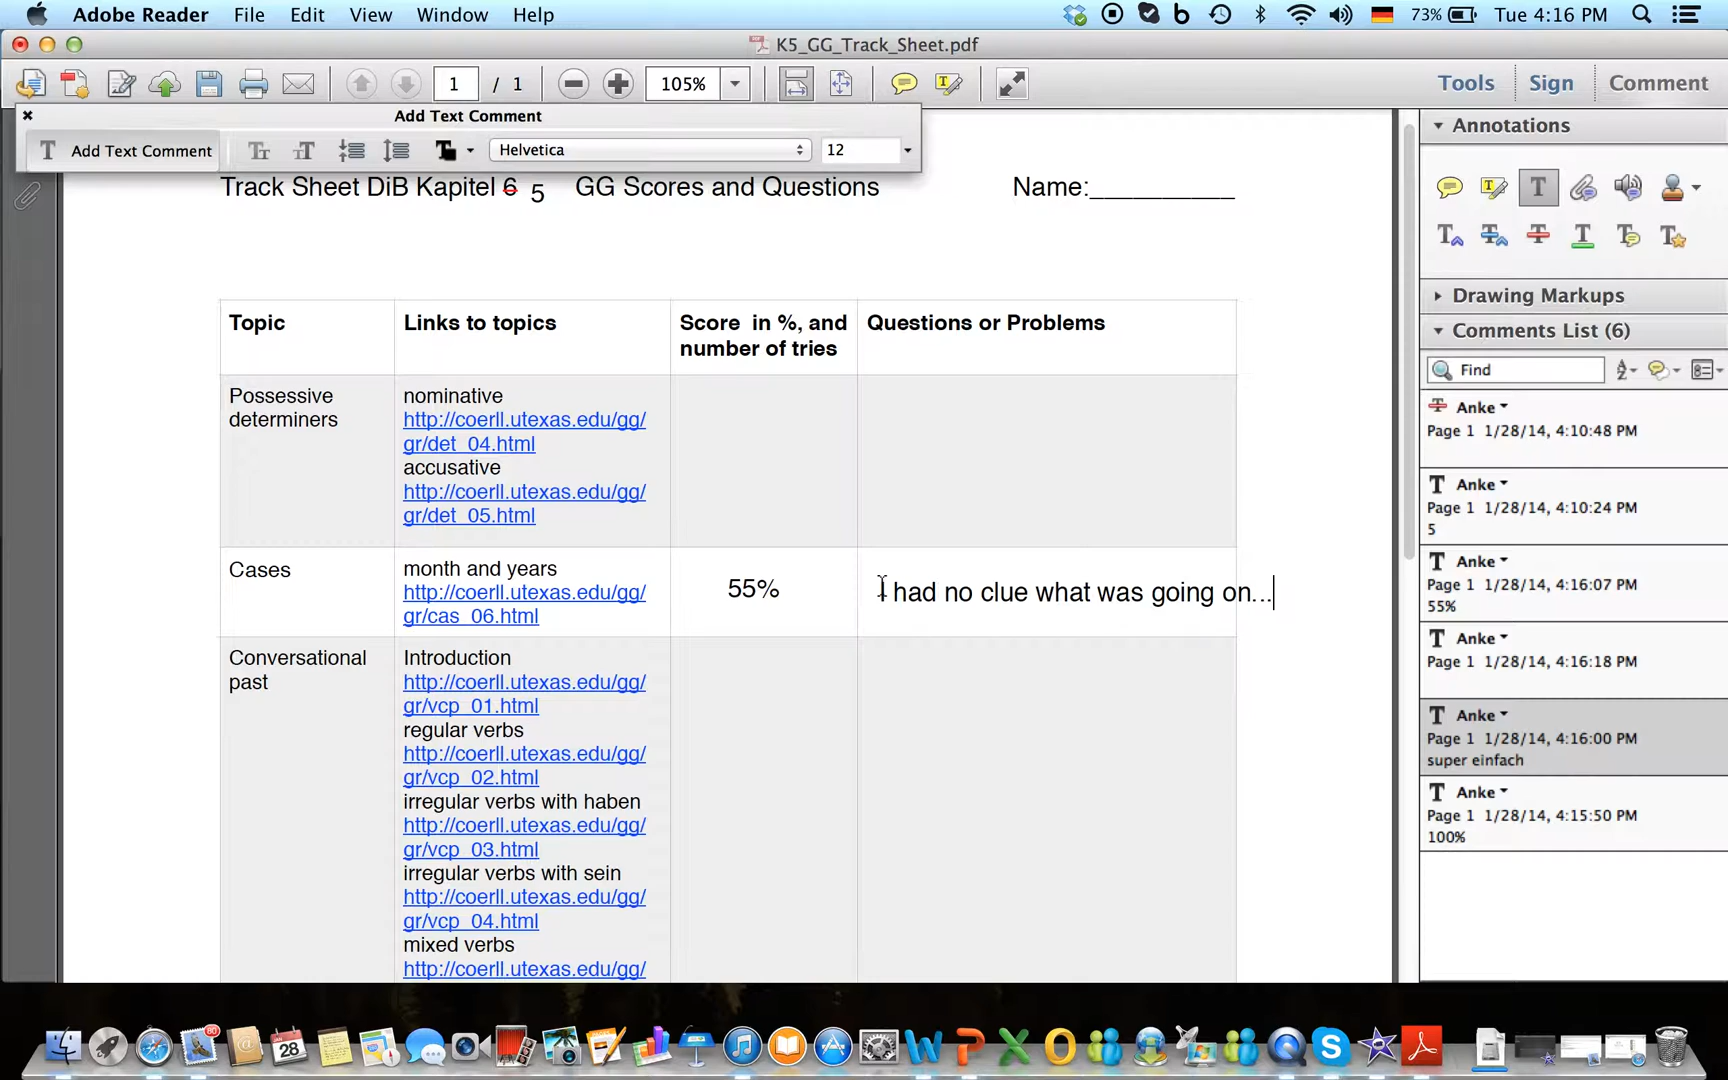 Adobe Reader File Edit View Window Help 73% Tue 4:16 PM
K5_GG_Track_Sheet.pdf
1 / 1 105% Tools Sign Comment
Add Text Comment
T Add Text Comment Helvetica 12
Track Sheet DiB Kapitel 6 5 GG Scores and Questions Name:__________
Topic
Links to topics
Score in %, and
number of tries
Questions or Problems
Possessive
determiners
nominative
http://coerll.utexas.edu/gg/
gr/det_04.html
accusative
http://coerll.utexas.edu/gg/
gr/det_05.html
Cases
month and years
http://coerll.utexas.edu/gg/
gr/cas_06.html
55%
I had no clue what was going on...
Conversational
past
Introduction
http://coerll.utexas.edu/gg/
gr/vcp_01.html
regular verbs
http://coerll.utexas.edu/gg/
gr/vcp_02.html
irregular verbs with haben
http://coerll.utexas.edu/gg/
gr/vcp_03.html
irregular verbs with sein
http://coerll.utexas.edu/gg/
gr/vcp_04.html
mixed verbs
http://coerll.utexas.edu/gg/
Annotations
Drawing Markups
Comments List (6)
Find
Anke
Page 1 1/28/14, 4:10:48 PM
Anke
Page 1 1/28/14, 4:10:24 PM
5
Anke
Page 1 1/28/14, 4:16:07 PM
55%
Anke
Page 1 1/28/14, 4:16:18 PM
Anke
Page 1 1/28/14, 4:16:00 PM
super einfach
Anke
Page 1 1/28/14, 4:15:50 PM
100%
28